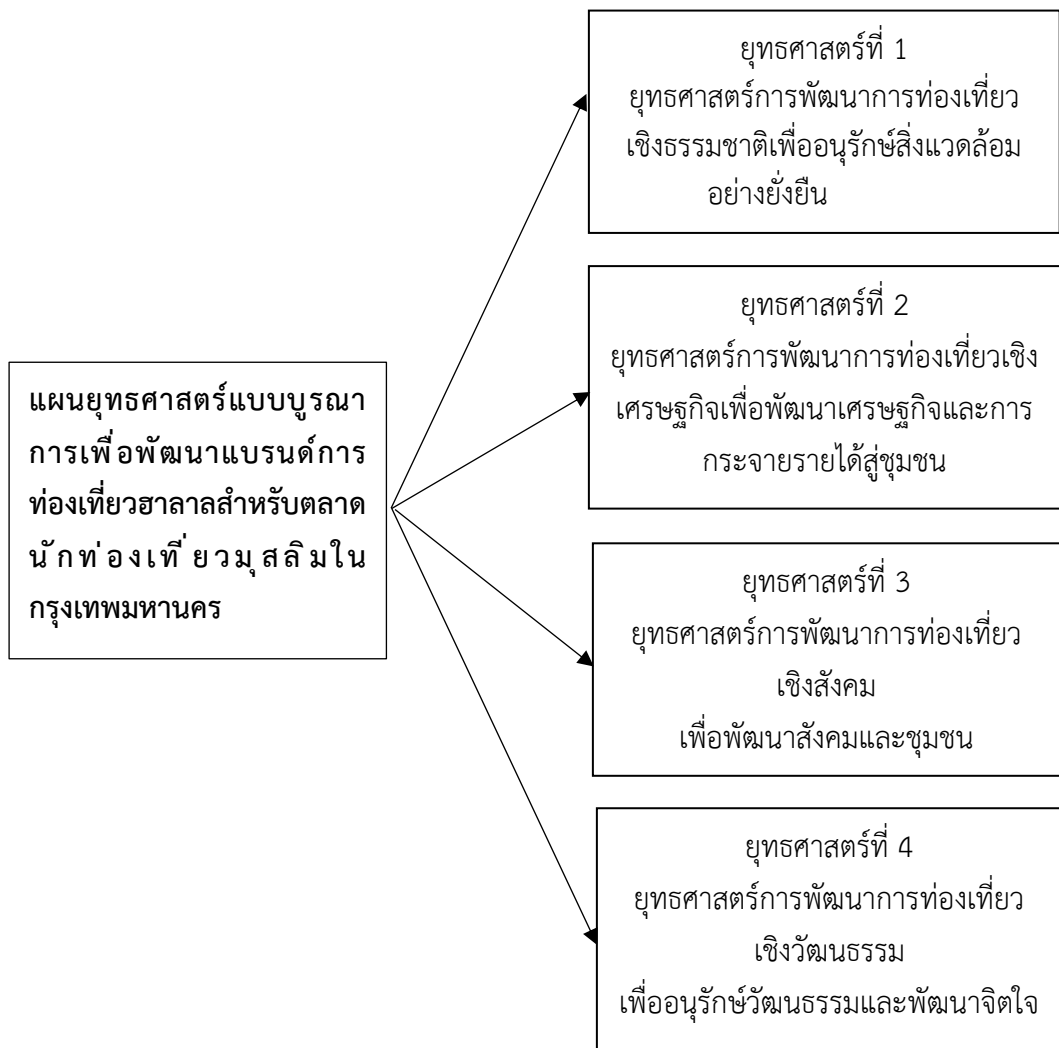 ยุทธศาสตร์ที่ 1
ยุทธศาสตร์การพัฒนาการท่องเที่ยว
เชิงธรรมชาติเพื่ออนุรักษ์สิ่งแวดล้อม
อย่างยั่งยืน
ยุทธศาสตร์ที่ 2
ยุทธศาสตร์การพัฒนาการท่องเที่ยวเชิง
เศรษฐกิจเพื่อพัฒนาเศรษฐกิจและการ
กระจายรายได้สู่ชุมชน
แผนยุทธศาสตร์แบบบูรณา
การเพื่อพัฒนาแบรนด์การ
ท่องเที่ยวฮาลาลสำหรับตลาด
นักท่องเที่ยวมุสลิมใน
กรุงเทพมหานคร
ยุทธศาสตร์ที่ 3
ยุทธศาสตร์การพัฒนาการท่องเที่ยว
เชิงสังคม
เพื่อพัฒนาสังคมและชุมชน
ยุทธศาสตร์ที่ 4
ยุทธศาสตร์การพัฒนาการท่องเที่ยว
เชิงวัฒนธรรม
เพื่ออนุรักษ์วัฒนธรรมและพัฒนาจิตใจ